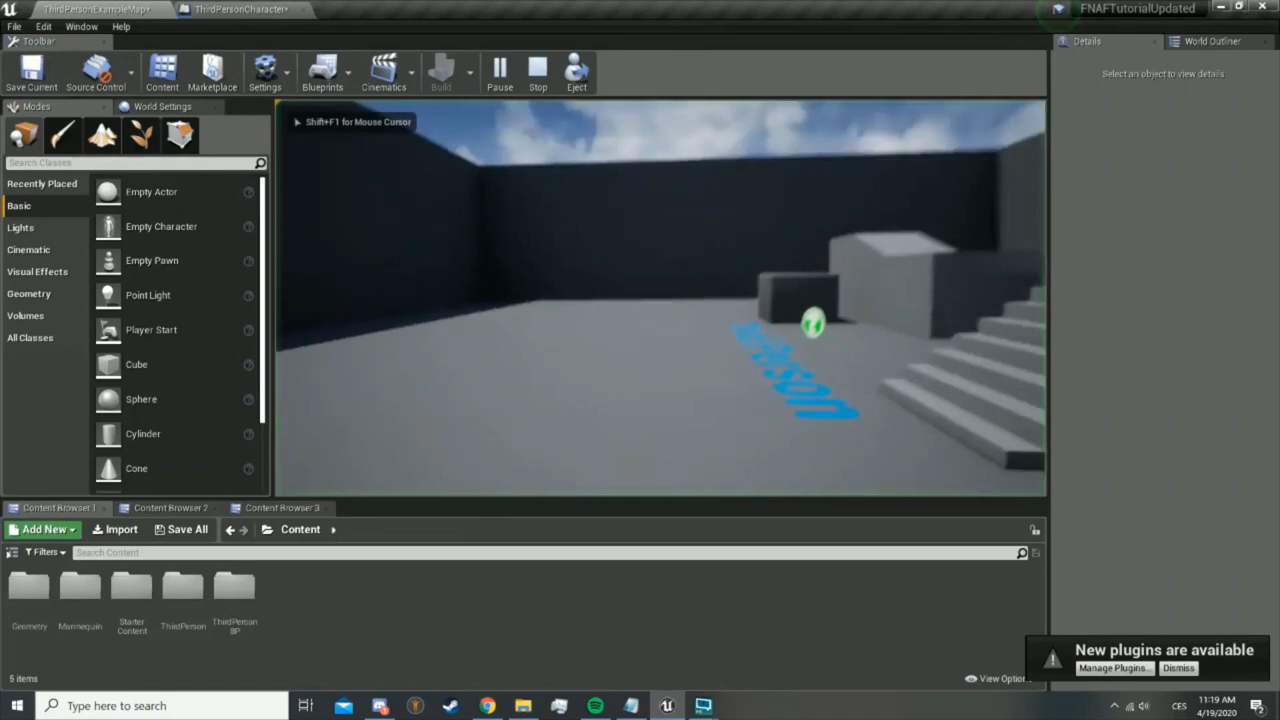 ThirdPersonExampleMap*
ThirdPersonCharacter*
FNAFTutorialUpdated
File Edit Window Help
Toolbar
Details
World Outliner
Save Current
Source Control
Content
Marketplace
Settings
Blueprints
Cinematics
Build
Pause
Stop
Eject
Select an object to view details.
Modes
World Settings
Shift+F1 for Mouse Cursor
Search Classes
Recently Placed
Basic
Lights
Cinematic
Visual Effects
Geometry
Volumes
All Classes
Empty Actor
Empty Character
Empty Pawn
Point Light
Player Start
Cube
Sphere
Cylinder
Cone
Content Browser 1
Content Browser 2
Content Browser 3
Add New
Import
Save All
Content
Filters
Search Content
Geometry
Mannequin
Starter
Content
ThirdPerson
ThirdPerson
BP
New plugins are available
Manage Plugins...
Dismiss
5 items
View Option
Type here to search
CES
11:19 AM
4/19/2020
2